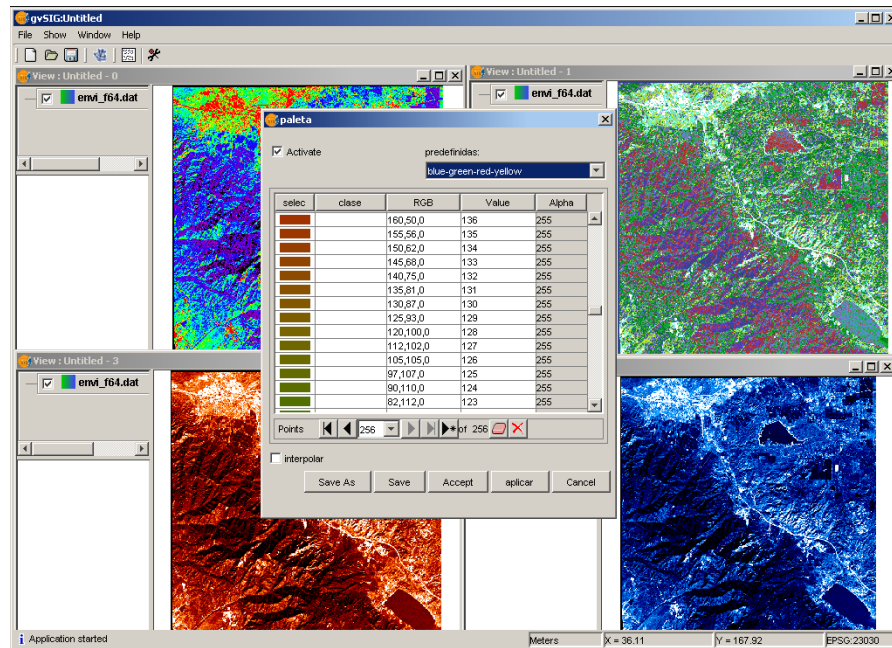 gvSIG:Untitled
File Show Window Help
View : Untitled - 0
envi_f64.dat
View : Untitled - 1
envi_f64.dat
paleta
Activate
predefinidas:
blue-green-red-yellow
selec clase RGB Value Alpha
160,50,0 136 255
155,56,0 135 255
150,62,0 134 255
145,68,0 133 255
140,75,0 132 255
135,81,0 131 255
130,87,0 130 255
125,93,0 129 255
120,100,0 128 255
112,102,0 127 255
105,105,0 126 255
97,107,0 125 255
90,110,0 124 255
82,112,0 123 255
Points 256 of 256
interpolar
Save As Save Accept aplicar Cancel
View : Untitled - 3
envi_f64.dat
Application started
Meters X = 36.11 Y = 167.92 EPSG:23030